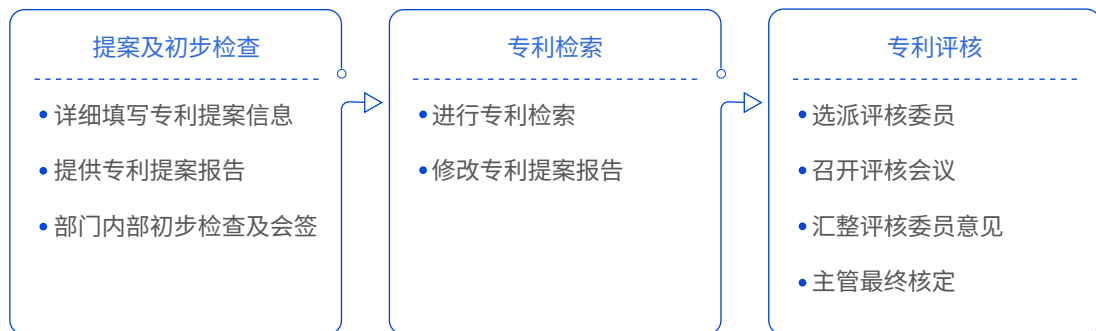 提案及初步检查
详细填写专利提案信息
提供专利提案报告
部门内部初步检查及会签
专利检索
进行专利检索
修改专利提案报告
专利评核
选派评核委员
召开评核会议
汇整评核委员意见
主管最终核定